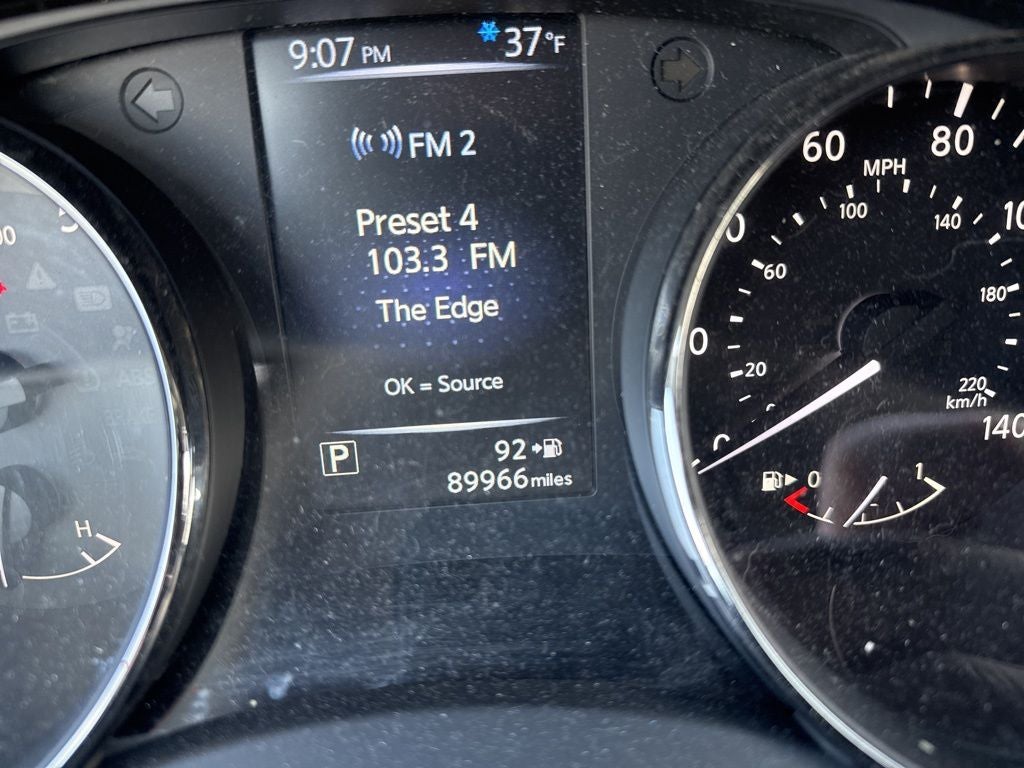 9:07 PM 37°F
FM 2
Preset 4
103.3 FM
The Edge
OK = Source
P
92
89966 miles
H
60
80
MPH
100
140
60
180
20
220
km/h
140
0
1
ABS